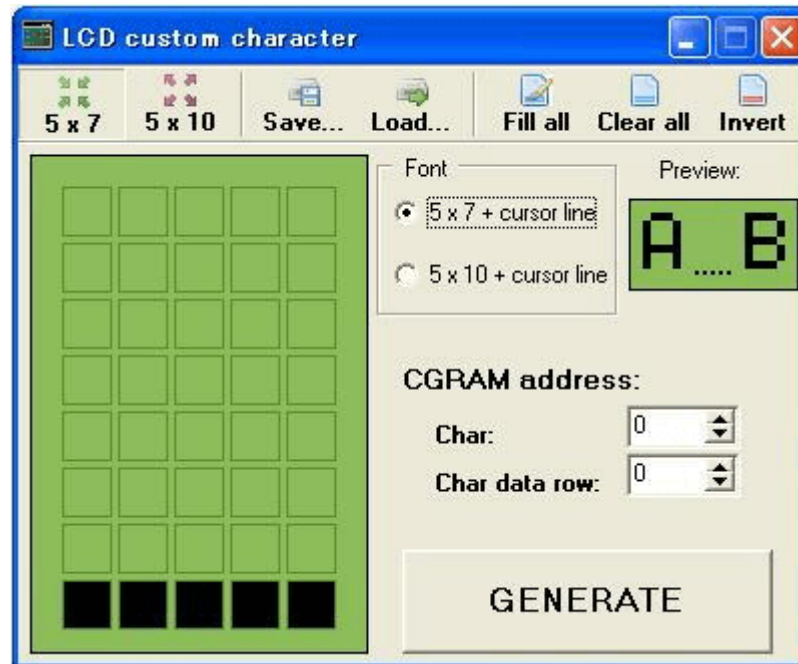 LCD custom character
5 x 7 5 x 10 Save... Load... Fill all Clear all Invert
Font
5 x 7 + cursor line
5 x 10 + cursor line
Preview:
A B
CGRAM address:
Char: 0
Char data row: 0
GENERATE